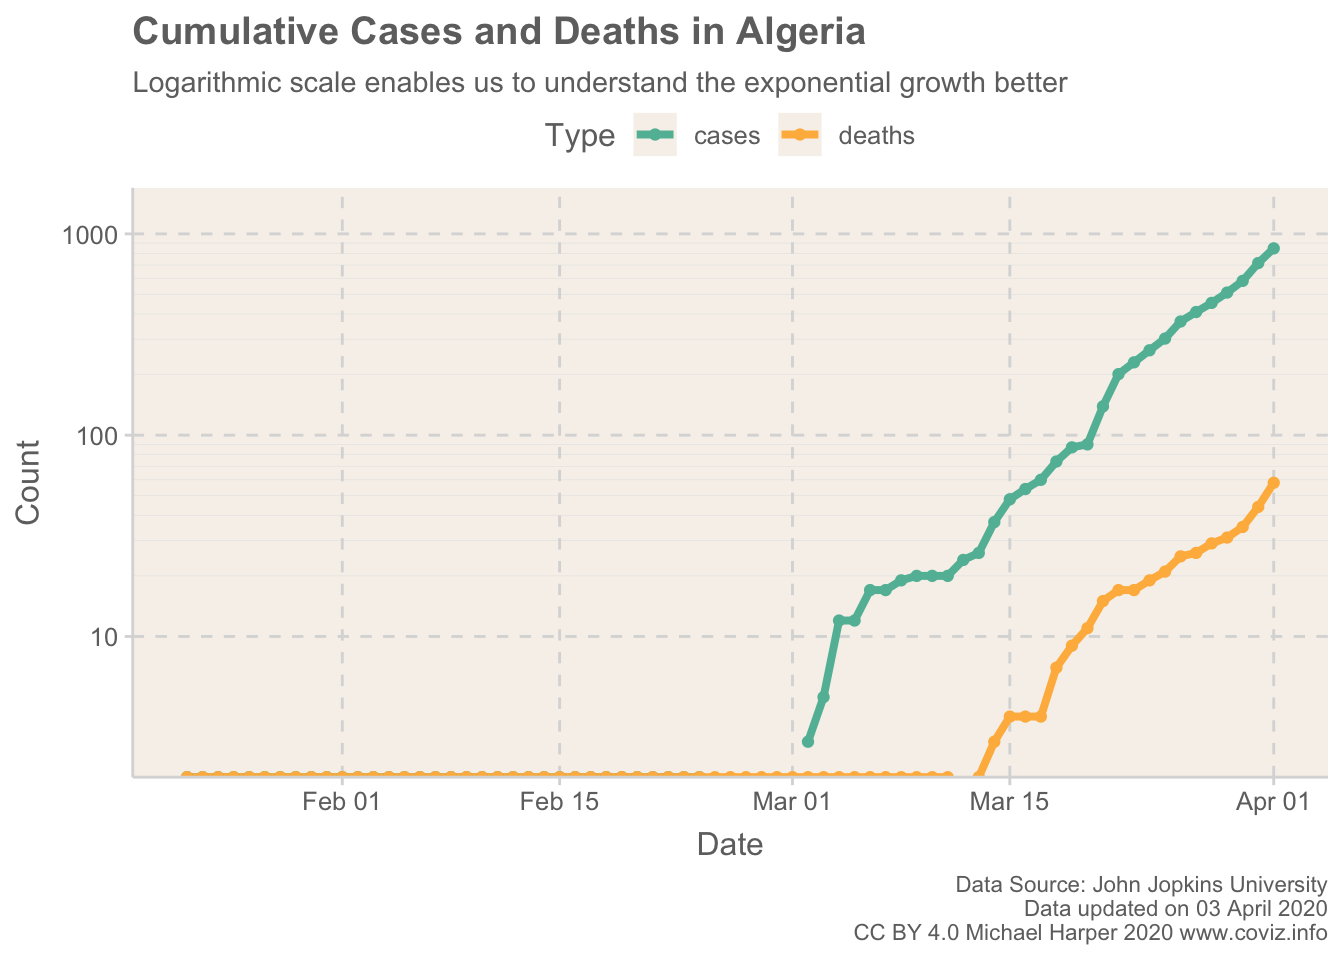 Cumulative Cases and Deaths in Algeria
Logarithmic scale enables us to understand the exponential growth better
Type cases deaths
1000
100
10
Count
Feb 01 Feb 15 Mar 01 Mar 15 Apr 01
Date
Data Source: John Jopkins University
Data updated on 03 April 2020
CC BY 4.0 Michael Harper 2020 www.coviz.info